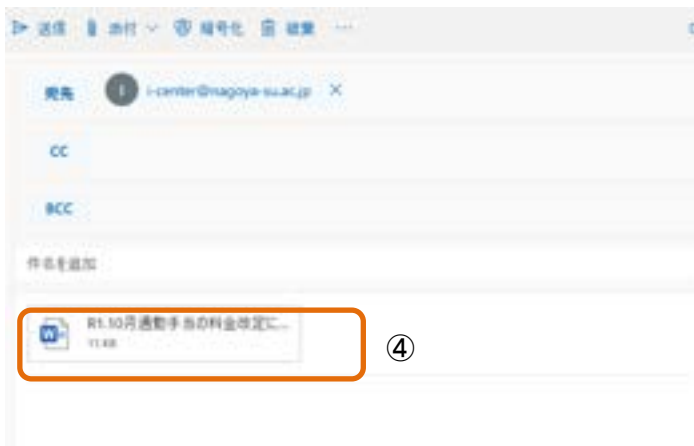 送信 添付 暗号化 破棄 …
宛先 I i-center@nagoya-su.ac.jp ×
CC
BCC
件名を追加
R1.10月通勤手当の料金改定に...
11 KB
④